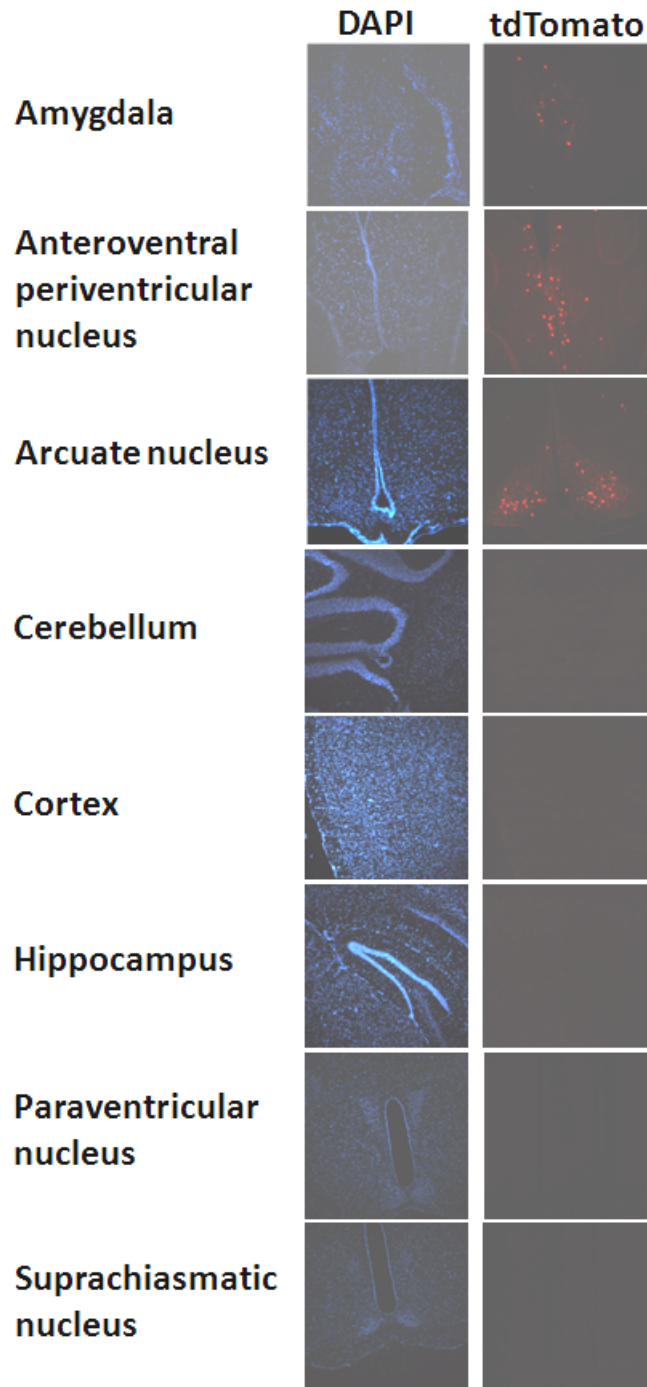 DAPI tdTomato
Amygdala
Anteroventral
periventricular
nucleus
Arcuate nucleus
Cerebellum
Cortex
Hippocampus
Paraventricular
nucleus
Suprachiasmatic
nucleus